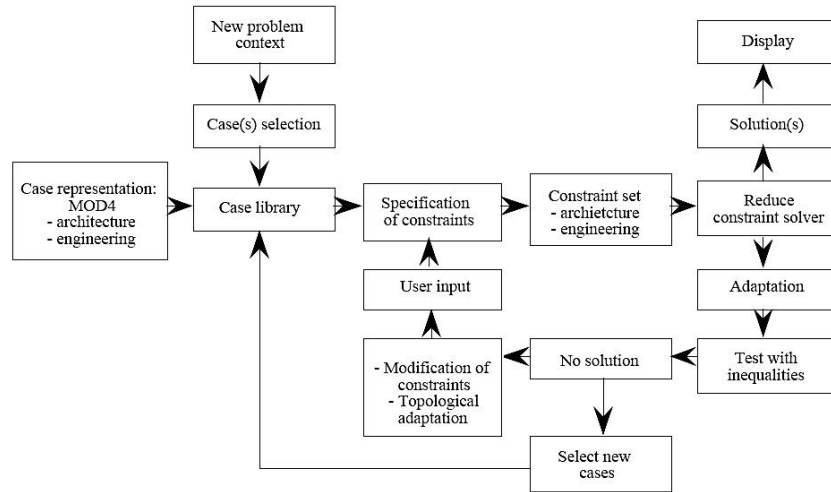 New problem
context
Display
Case(s) selection
Solution(s)
Case representation:
MOD4
- architecture
- engineering
Case library
Specification
of constraints
Constraint set
- archietcture
- engineering
Reduce
constraint solver
User input
Adaptation
- Modification of
constraints
- Topological
adaptation
No solution
Test with
inequalities
Select new
cases